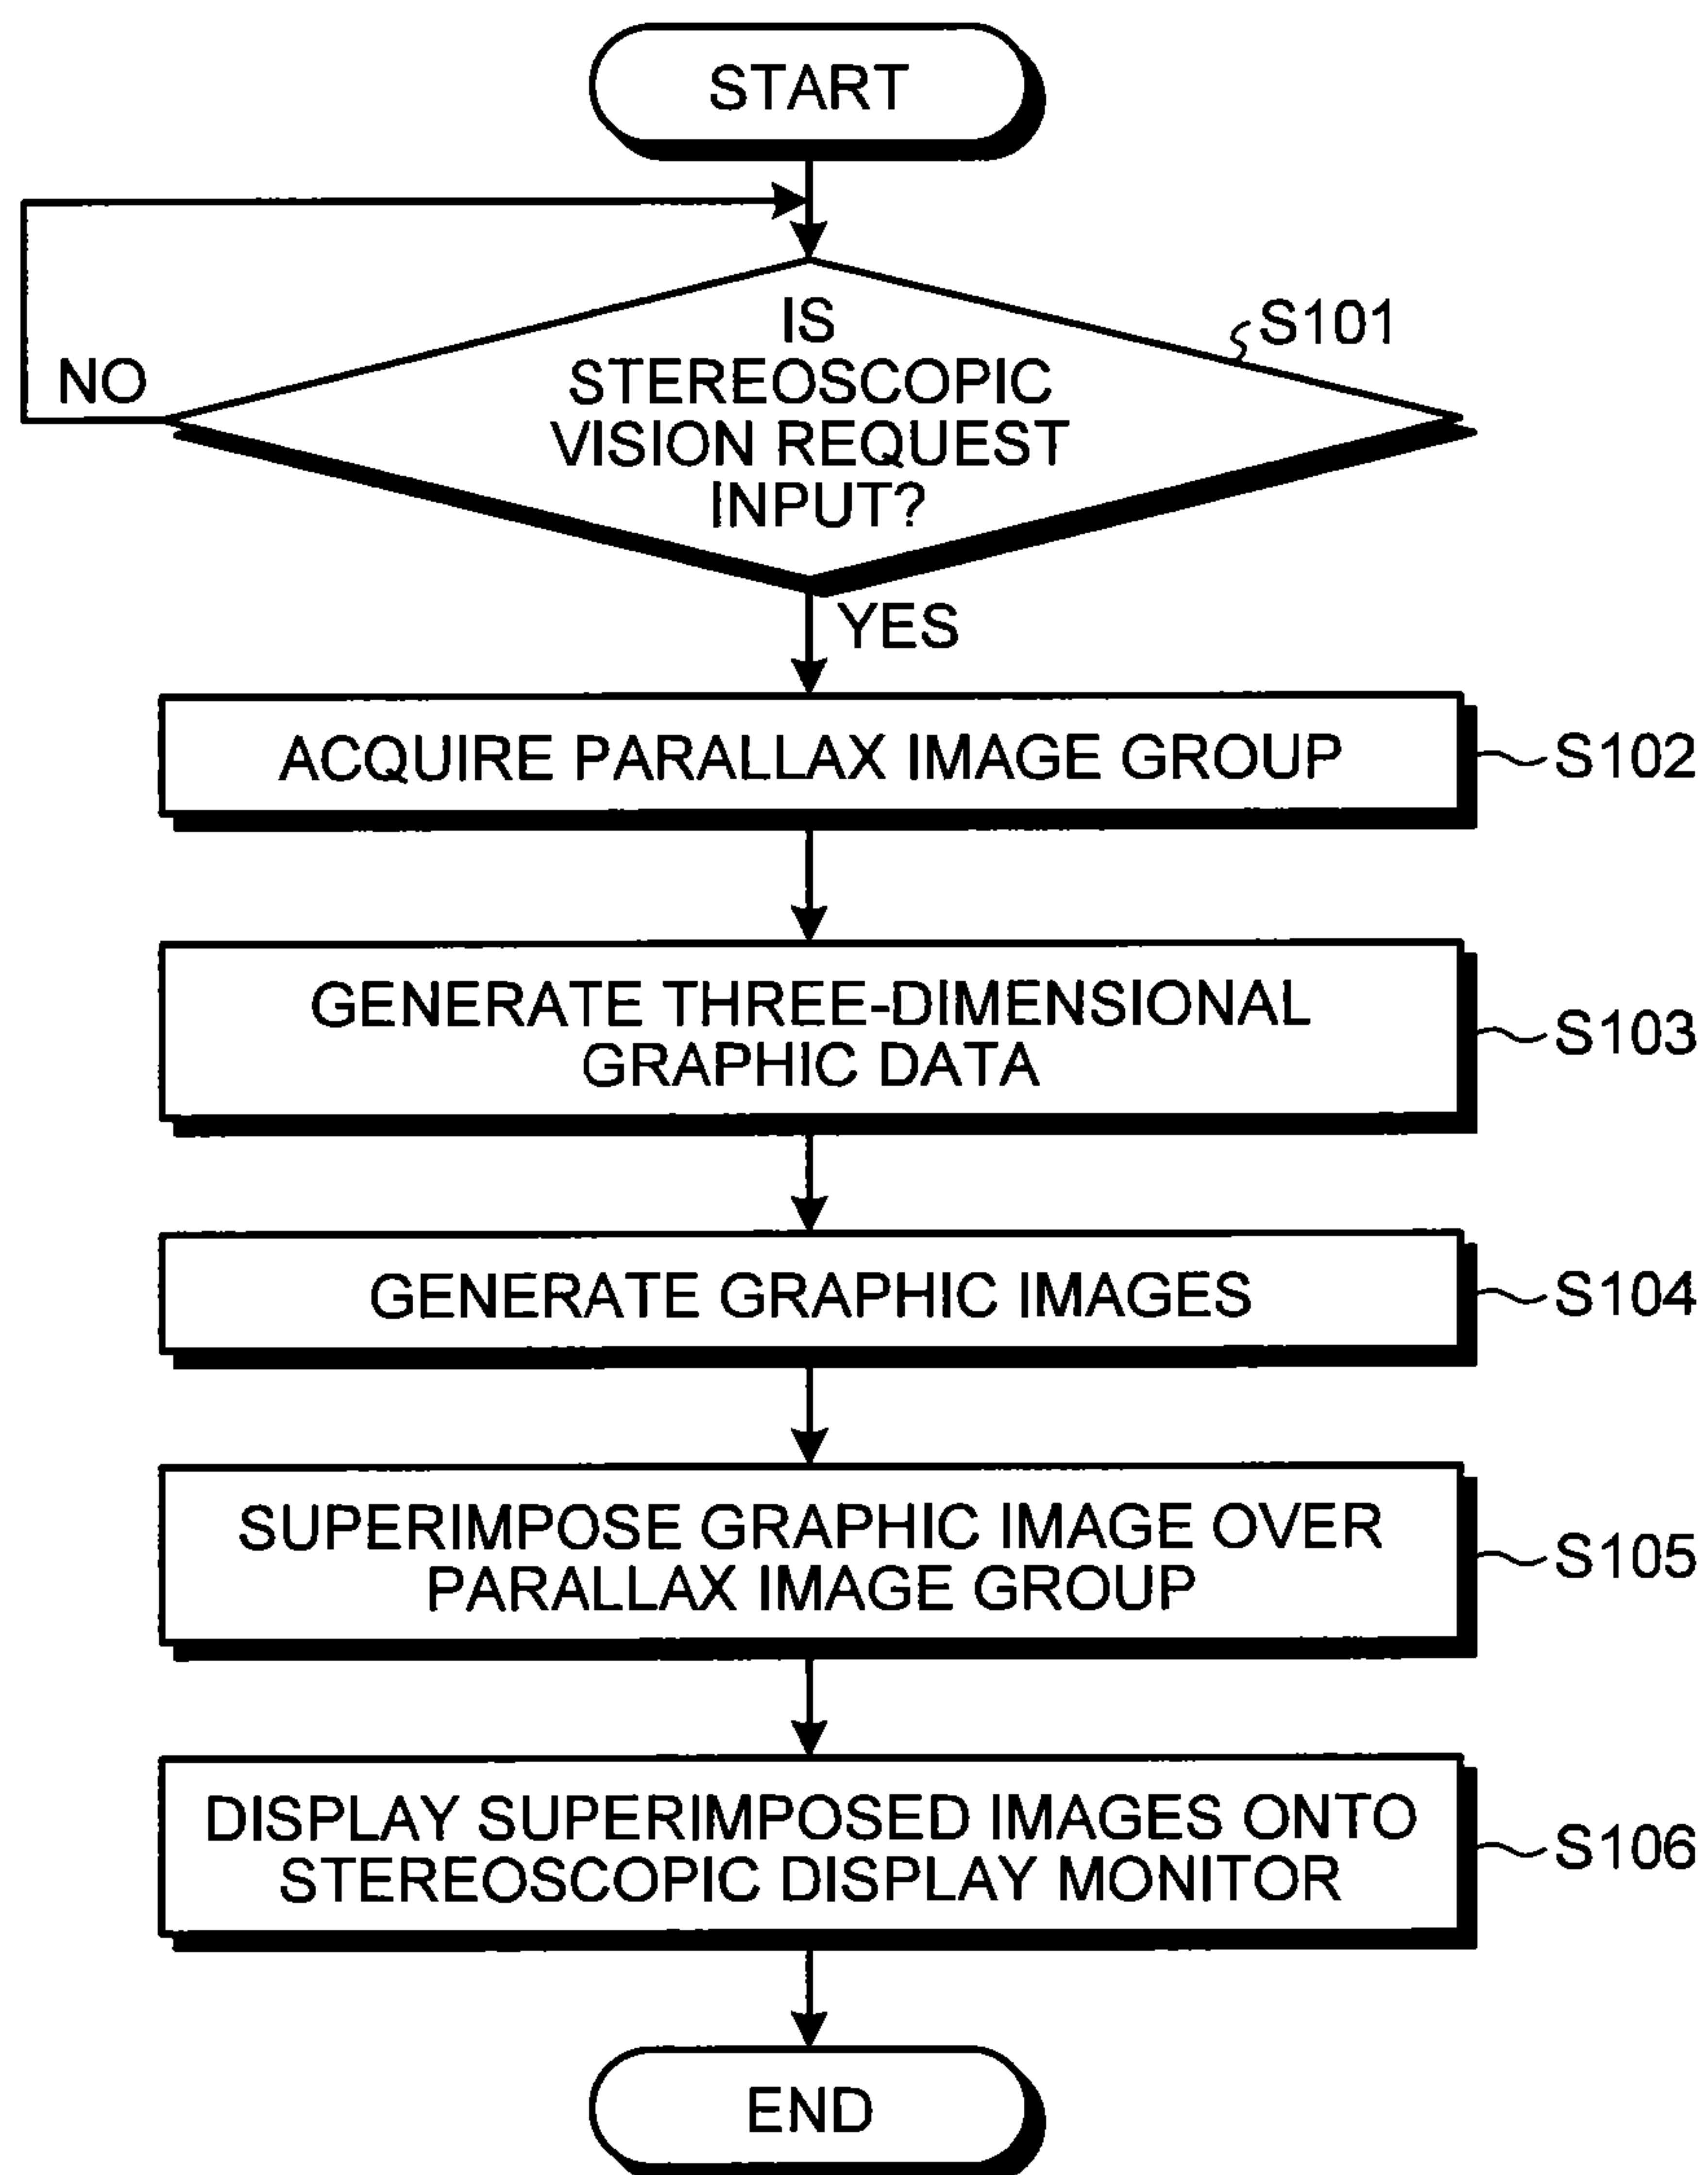 START
IS
STEREOSCOPIC
VISION REQUEST
INPUT?
S101
NO
YES
ACQUIRE PARALLAX IMAGE GROUP
S102
GENERATE THREE-DIMENSIONAL
GRAPHIC DATA
S103
GENERATE GRAPHIC IMAGES
S104
SUPERIMPOSE GRAPHIC IMAGE OVER
PARALLAX IMAGE GROUP
S105
DISPLAY SUPERIMPOSED IMAGES ONTO
STEREOSCOPIC DISPLAY MONITOR
S106
END